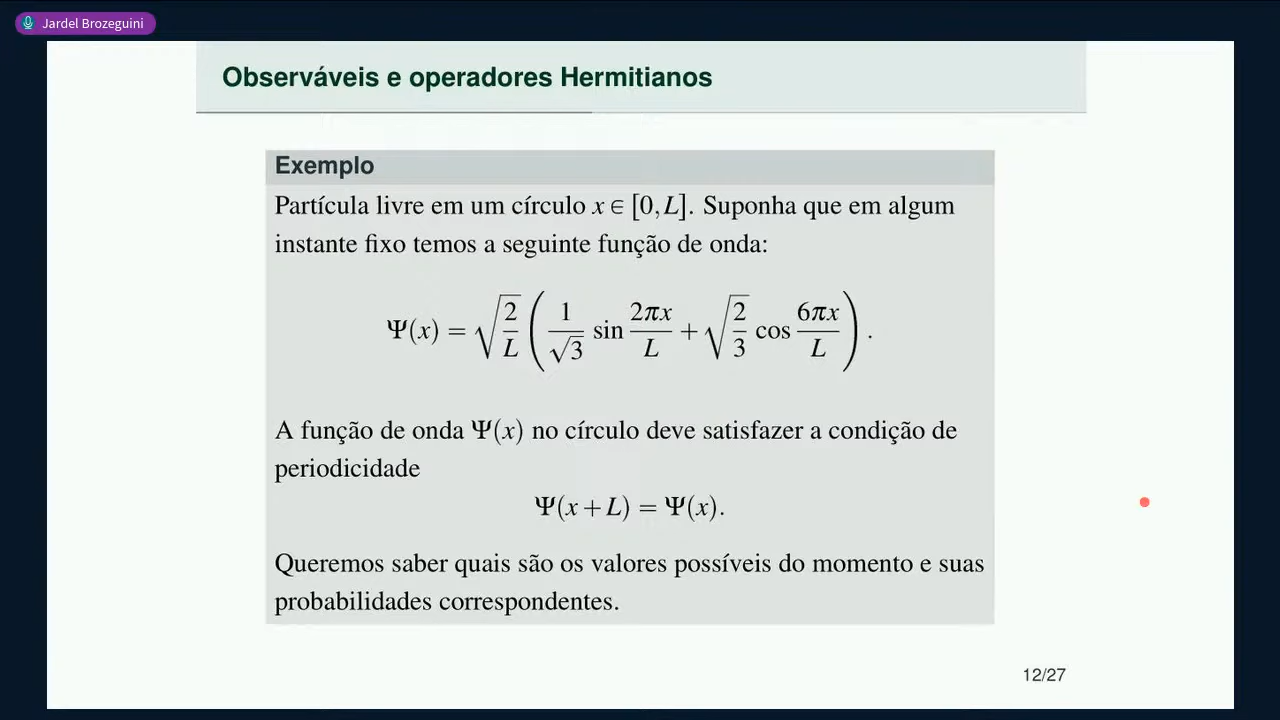 Jardel Brozeguini
Observáveis e operadores Hermitianos
Exemplo
Partícula livre em um círculo x ∈ [0, L]. Suponha que em algum
instante fixo temos a seguinte função de onda:
Ψ(x) = √(2/L) (1/√3 sin 2πx/L + √(2/3) cos 6πx/L).
A função de onda Ψ(x) no círculo deve satisfazer a condição de
periodicidade
Ψ(x + L) = Ψ(x).
Queremos saber quais são os valores possíveis do momento e suas
probabilidades correspondentes.
12/27